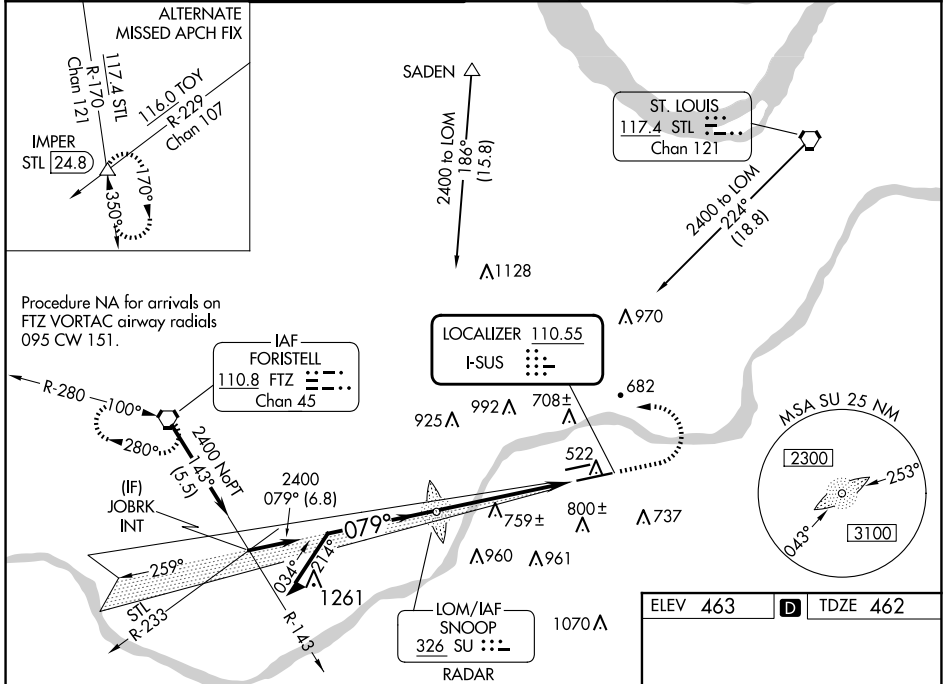 ALTERNATE
MISSED APCH FIX
117.4 STL
R-170
Chan 121
116.0 TOY
R-229
Chan 107
IMPER
STL 24.8
170°
350°
SADEN
2400 to LOM
186°
(15.8)
ST. LOUIS
117.4 STL
Chan 121
2400 to LOM
224°
(18.8)
1128
970
Procedure NA for arrivals on
FTZ VORTAC airway radials
095 CW 151.
IAF
FORISTELL
110.8 FTZ
Chan 45
LOCALIZER 110.55
I-SUS
R-280
100°
280°
2400 NoPT
143°
(5.5)
925
992
708±
682
522
MSA SU 25 NM
2300
253°
043°
3100
(IF)
JOBRK
INT
2400
079° (6.8)
079°
759±
800±
737
259°
034°
214°
960
961
1261
STL
R-233
R-143
LOM/IAF
SNOOP
326 SU
RADAR
1070
ELEV 463 D TDZE 462